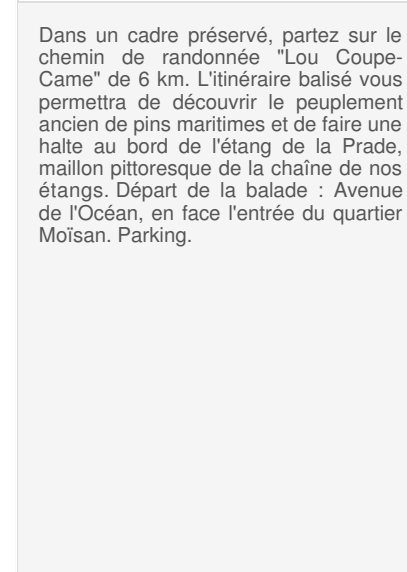 Dans un cadre préservé, partez sur le
chemin de randonnée "Lou Coupe-
Came" de 6 km. L'itinéraire balisé vous
permettra de découvrir le peuplement
ancien de pins maritimes et de faire une
halte au bord de l'étang de la Prade,
maillon pittoresque de la chaîne de nos
étangs. Départ de la balade : Avenue
de l'Océan, en face l'entrée du quartier
Moïsan. Parking.